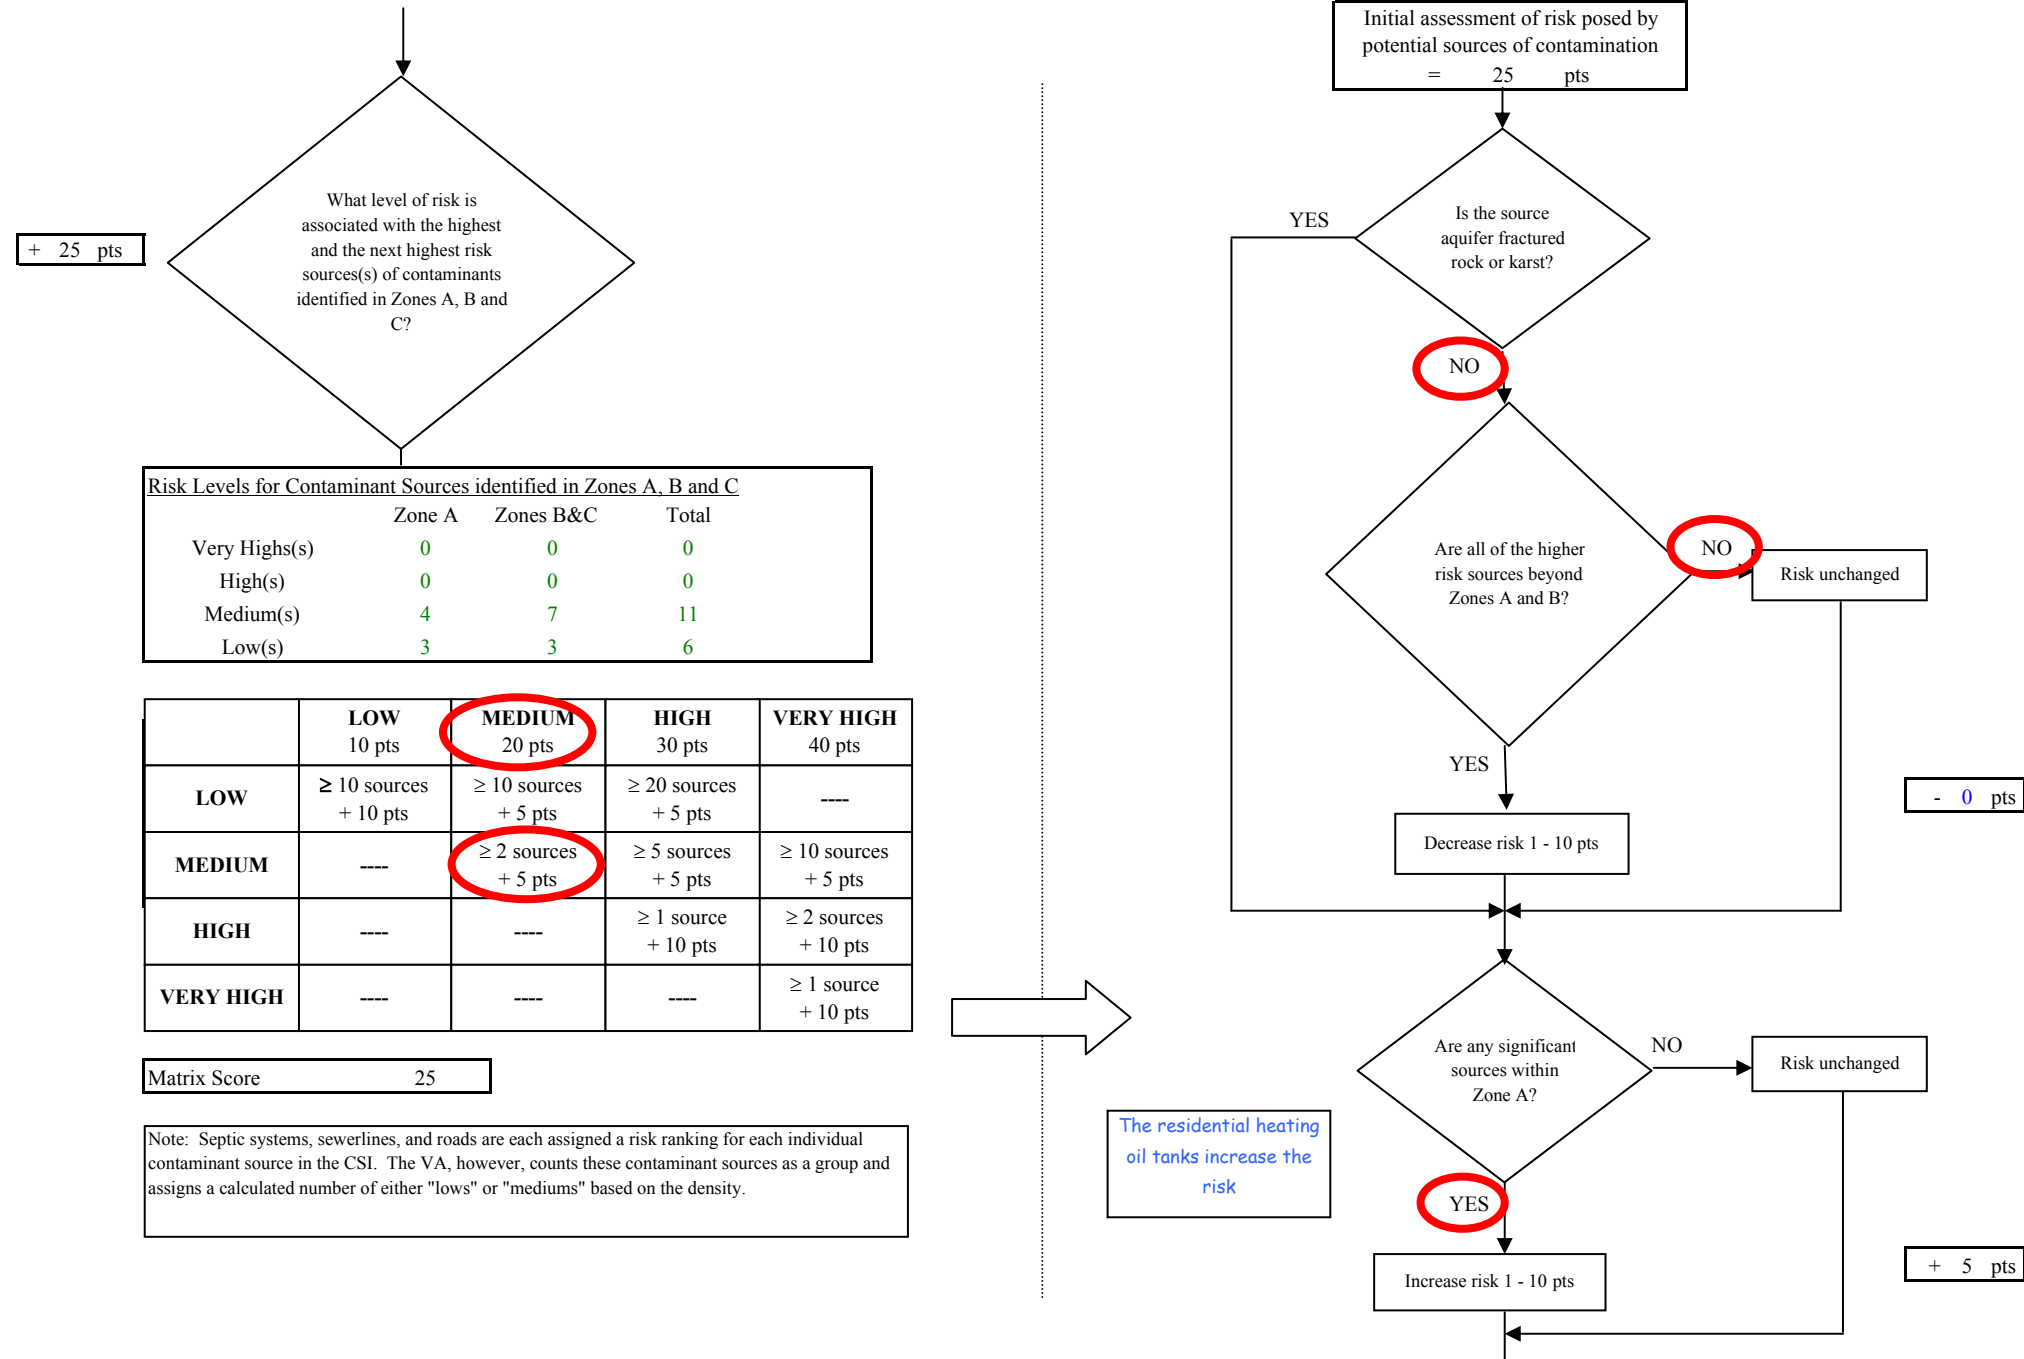 + 25 pts
What level of risk is
associated with the highest
and the next highest risk
sources(s) of contaminants
identified in Zones A, B and
C?
Risk Levels for Contaminant Sources identified in Zones A, B and C
Zone A Zones B&C Total
Very Highs(s) 0 0 0
High(s) 0 0 0
Medium(s) 4 7 11
Low(s) 3 3 6
LOW MEDIUM HIGH VERY HIGH
10 pts 20 pts 30 pts 40 pts
LOW ≥ 10 sources ≥ 10 sources ≥ 20 sources ----
+ 10 pts + 5 pts + 5 pts
MEDIUM ---- ≥ 2 sources ≥ 5 sources ≥ 10 sources
+ 5 pts + 5 pts + 5 pts
HIGH ---- ---- ≥ 1 source ≥ 2 sources
+ 10 pts + 10 pts
VERY HIGH ---- ---- ---- ≥ 1 source
+ 10 pts
Matrix Score 25
Note: Septic systems, sewerlines, and roads are each assigned a risk ranking for each individual
contaminant source in the CSI. The VA, however, counts these contaminant sources as a group and
assigns a calculated number of either "lows" or "mediums" based on the density.
Initial assessment of risk posed by
potential sources of contamination
= 25 pts
Is the source
aquifer fractured
rock or karst?
YES
NO
Are all of the higher
risk sources beyond
Zones A and B?
NO
Risk unchanged
YES
- 0 pts
Decrease risk 1 - 10 pts
Are any significant
sources within
Zone A?
NO
Risk unchanged
The residential heating
oil tanks increase the
risk
YES
+ 5 pts
Increase risk 1 - 10 pts